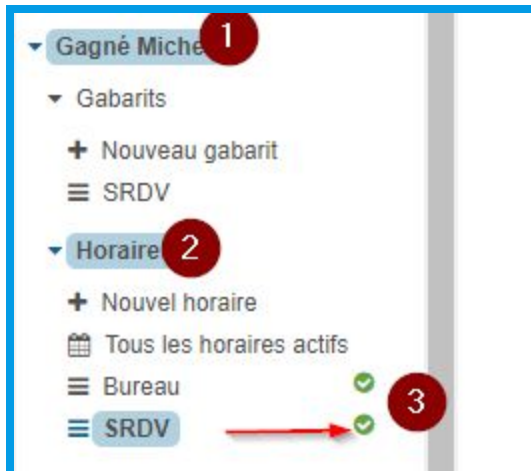 Gagné Miche 1
Gabarits
Nouveau gabarit
SRDV
Horaire 2
Nouvel horaire
Tous les horaires actifs
Bureau
SRDV 3